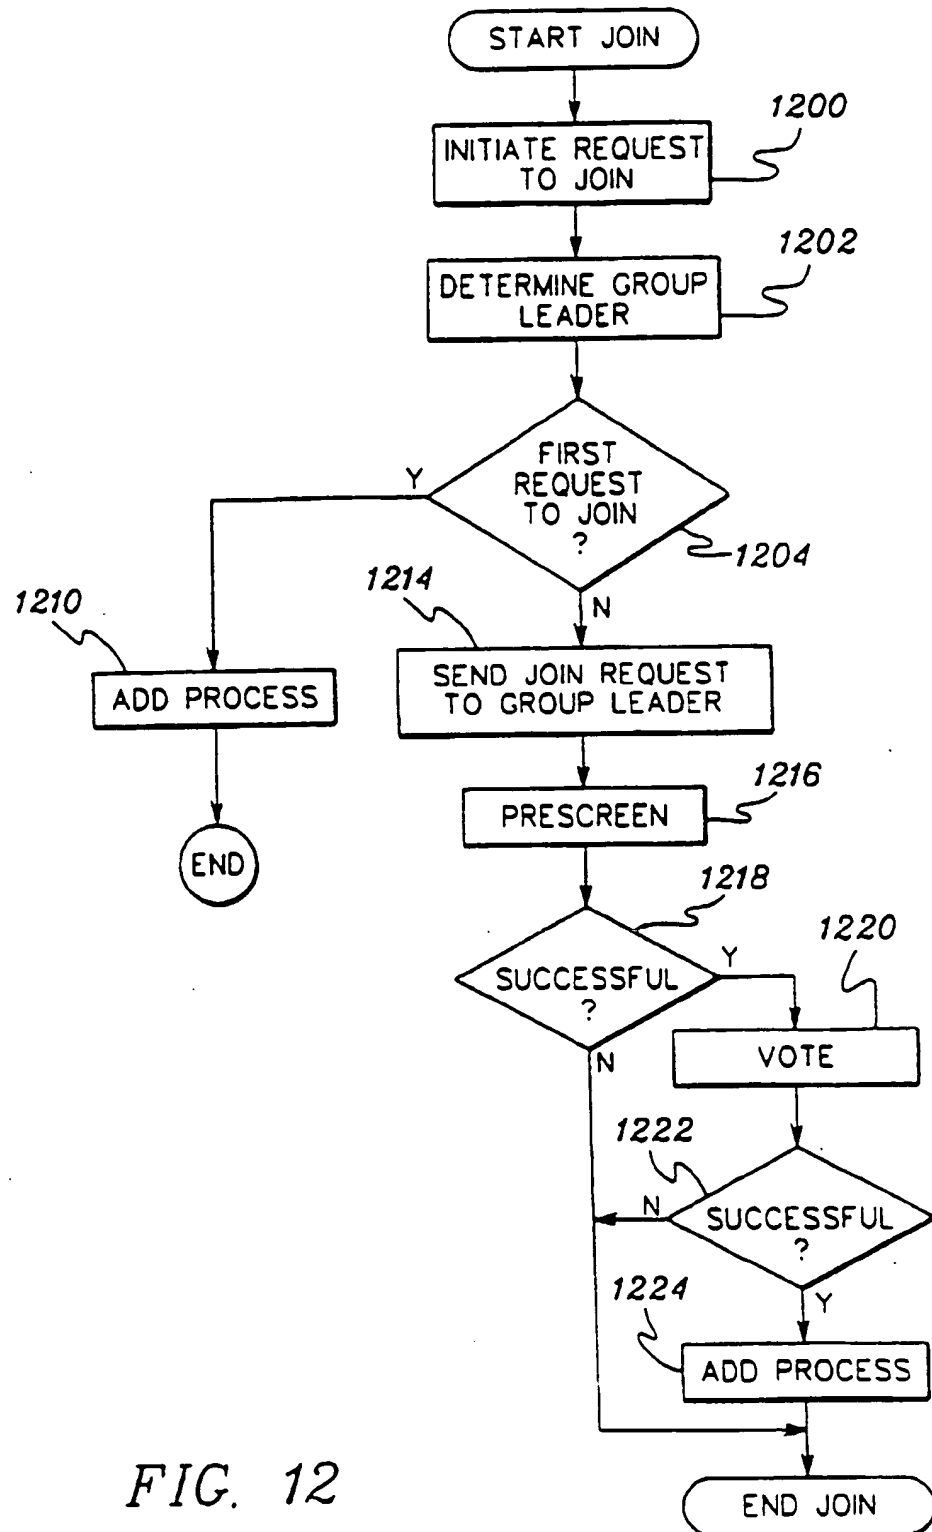 START JOIN
1200
INITIATE REQUEST
TO JOIN
1202
DETERMINE GROUP
LEADER
FIRST
REQUEST
TO JOIN
?
Y
1204
N
1210
ADD PROCESS
END
1214
SEND JOIN REQUEST
TO GROUP LEADER
1216
PRESCREEN
1218
SUCCESSFUL
?
Y
N
1220
VOTE
1222
N
SUCCESSFUL
?
Y
1224
ADD PROCESS
END JOIN
FIG. 12